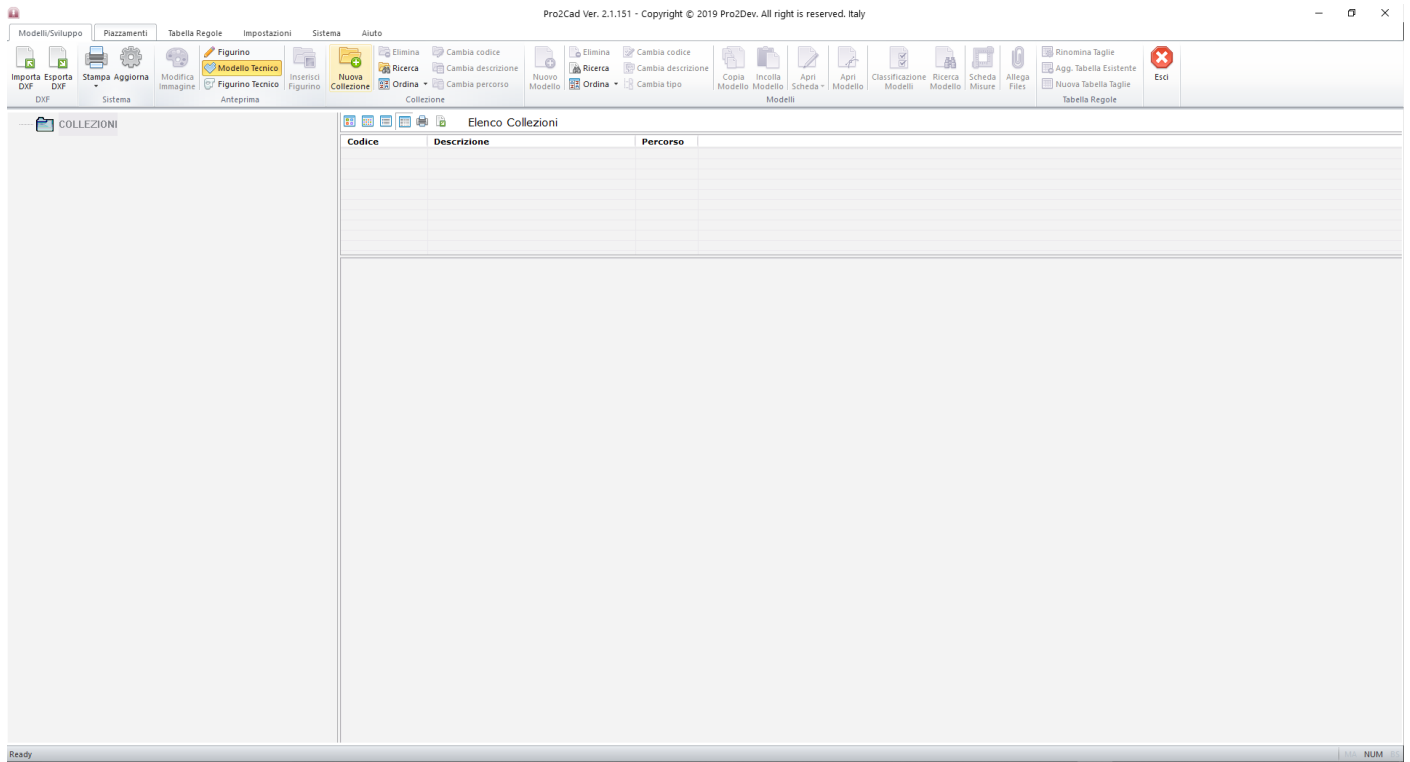 Pro2Cad Ver. 2.1.151 - Copyright © 2019 Pro2Dev. All right is reserved. Italy
Modelli/Sviluppo Piazzamenti Tabella Regole Impostazioni Sistema Aiuto
Importa DXF
Esporta DXF
DXF
Stampa
Aggiorna
Sistema
Modifica Immagine
Figurino
Modello Tecnico
Figurino Tecnico
Inserisci Figurino
Anteprima
Nuova Collezione
Elimina
Ricerca
Ordina
Cambia codice
Cambia descrizione
Cambia percorso
Collezione
Nuovo Modello
Elimina
Ricerca
Ordina
Cambia codice
Cambia descrizione
Cambia tipo
Copia Modello
Incolla Modello
Apri Scheda
Apri Modello
Classificazione Modelli
Ricerca Modello
Scheda Misure
Allega Files
Modelli
Rinomina Taglie
Agg. Tabella Esistente
Nuova Tabella Taglie
Tabella Regole
Esci
COLLEZIONI
Elenco Collezioni
Codice Descrizione Percorso
Ready
NUM